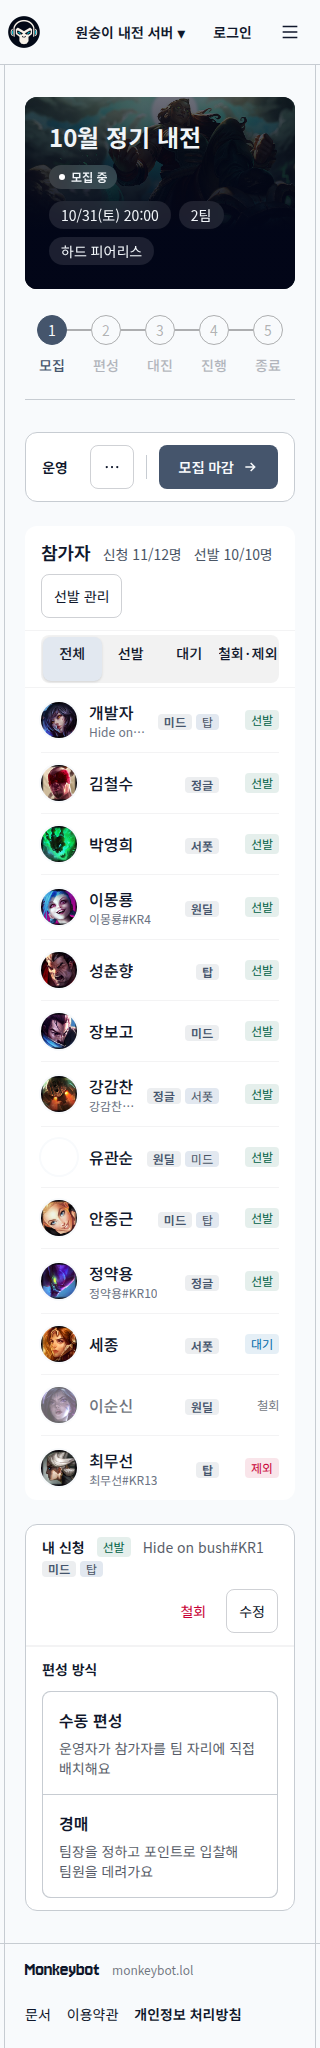 원숭이 내전 서버 ▾ 로그인
10월 정기 내전
모집 중
10/31(토) 20:00 2팀
하드 피어리스
1 2 3 4 5
모집 편성 대진 진행 종료
운영 ··· 모집 마감 →
참가자 신청 11/12명 선발 10/10명
선발 관리
전체 선발 대기 철회·제외
개발자 미드 탑 선발
Hide on···
김철수 정글 선발
박영희 서폿 선발
이몽룡 원딜 선발
이몽룡#KR4
성춘향 탑 선발
장보고 미드 선발
강감찬 정글 서폿 선발
강감찬···
유관순 원딜 미드 선발
안중근 미드 탑 선발
정약용 정글 선발
정약용#KR10
세종 서폿 대기
이순신 원딜 철회
최무선 탑 제외
최무선#KR13
내 신청 선발 Hide on bush#KR1
미드 탑
철회 수정
편성 방식
수동 편성
운영자가 참가자를 팀 자리에 직접
배치해요
경매
팀장을 정하고 포인트로 입찰해
팀원을 데려가요
Monkeybot monkeybot.lol
문서 이용약관 개인정보 처리방침